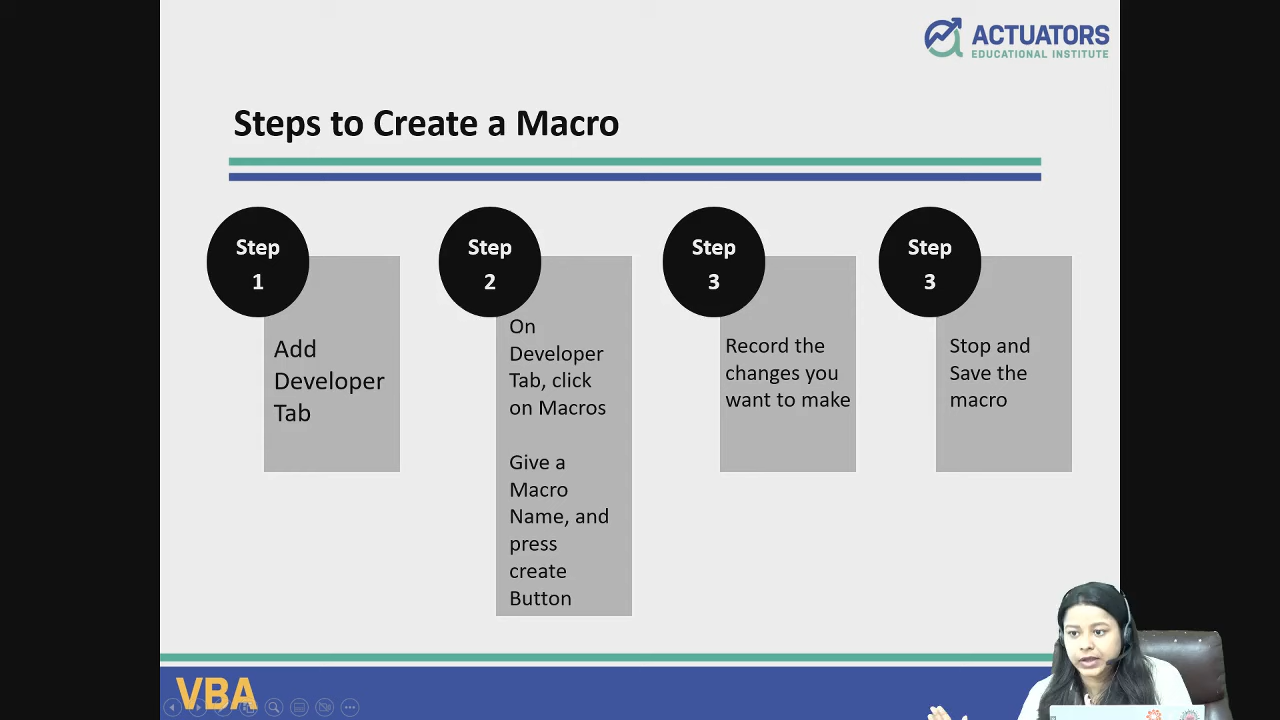 ACTUATORS
EDUCATIONAL INSTITUTE
Steps to Create a Macro
Step
1
Add
Developer
Tab
Step
2
On
Developer
Tab, click
on Macros
Give a
Macro
Name, and
press
create
Button
Step
3
Record the
changes you
want to make
Step
3
Stop and
Save the
macro
VBA